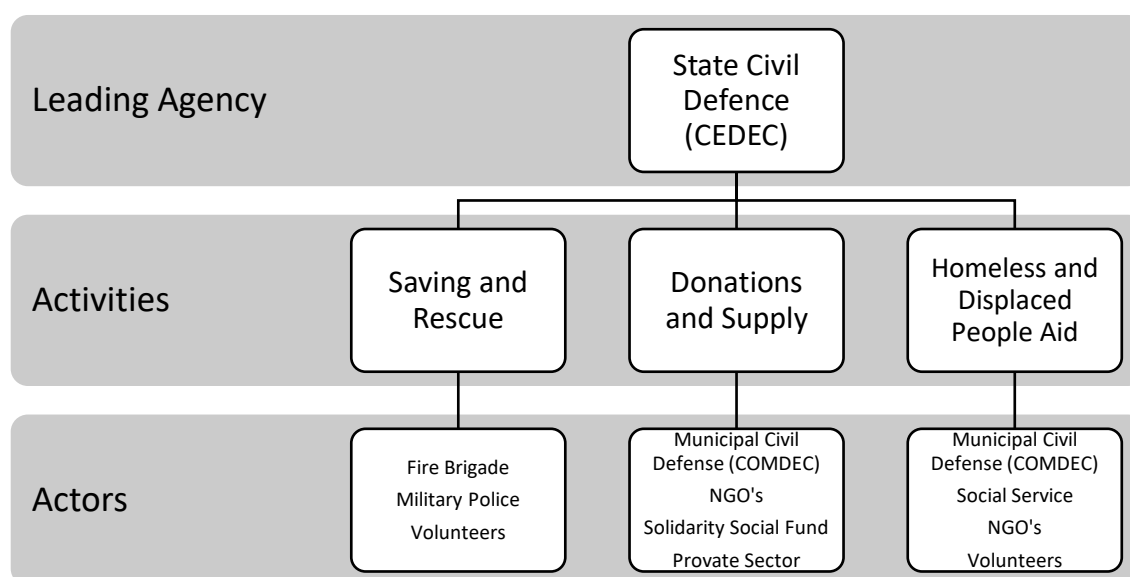 Leading Agency
State Civil
Defence
(CEDEC)
Activities
Saving and
Rescue
Donations
and Supply
Homeless and
Displaced
People Aid
Actors
Fire Brigade
Military Police
Volunteers
Municipal Civil
Defense (COMDEC)
NGO's
Solidarity Social Fund
Provate Sector
Municipal Civil
Defense (COMDEC)
Social Service
NGO's
Volunteers